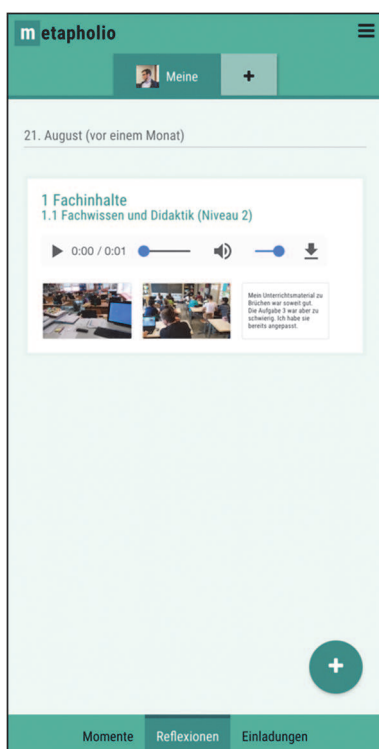 metapholio
Meine
+
21. August (vor einem Monat)
1 Fachinhalte
1.1 Fachwissen und Didaktik (Niveau 2)
0:00 / 0:01
Mein Unterrichtsmaterial zu
Brüchen war soweit gut.
Die Aufgabe 3 war aber zu
schwierig. Ich habe sie
bereits angepasst.
+
Momente Reflexionen Einladungen